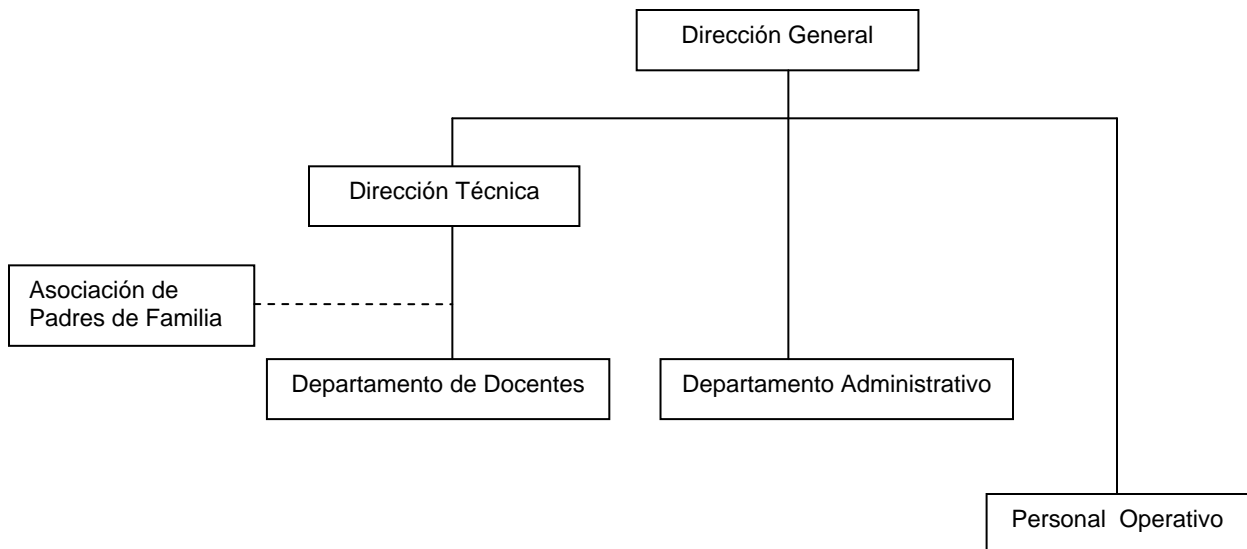 Dirección General
Dirección Técnica
Asociación de
Padres de Familia
Departamento de Docentes
Departamento Administrativo
Personal Operativo